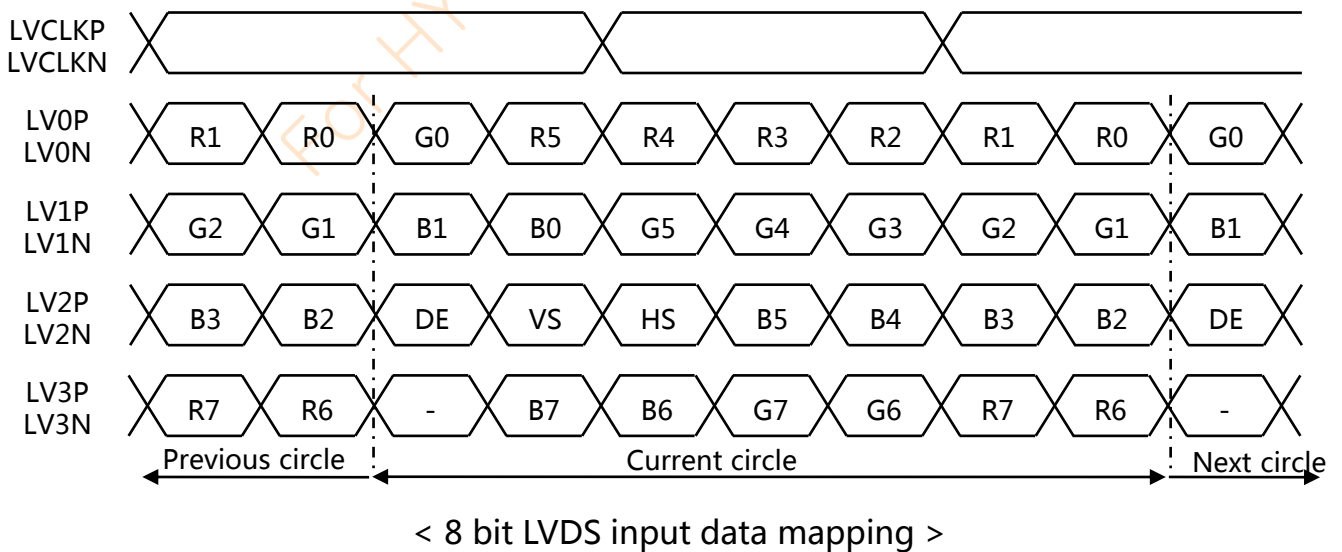 LVCLKP
LVCLKN
For HY
LV0P
LV0N
R1 R0 G0 R5 R4 R3 R2 R1 R0 G0
LV1P
LV1N
G2 G1 B1 B0 G5 G4 G3 G2 G1 B1
LV2P
LV2N
B3 B2 DE VS HS B5 B4 B3 B2 DE
LV3P
LV3N
R7 R6 - B7 B6 G7 G6 R7 R6 -
Previous circle Current circle Next circle
< 8 bit LVDS input data mapping >